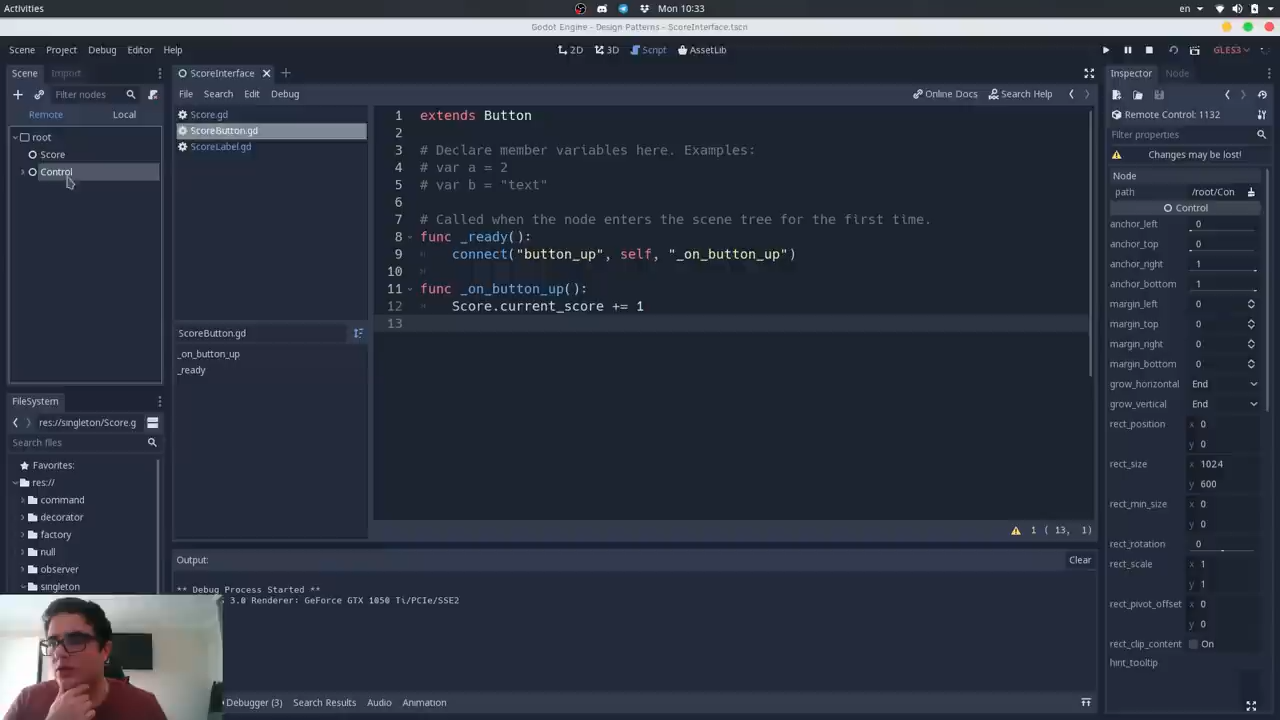 Activities
Mon 10:33
en
Godot Engine - Design Patterns - ScoreInterface.tscn
Scene Project Debug Editor Help
2D 3D Script AssetLib
GLES3
Scene Import
Filter nodes
Remote Local
root
Score
Control
FileSystem
res://singleton/Score.g
Search files
Favorites:
res://
command
decorator
factory
null
observer
singleton
ScoreInterface
File Search Edit Debug
Online Docs Search Help
Score.gd
ScoreButton.gd
ScoreLabel.gd
ScoreButton.gd
_on_button_up
_ready
1 extends Button
2
3 # Declare member variables here. Examples:
4 # var a = 2
5 # var b = "text"
6
7 # Called when the node enters the scene tree for the first time.
8 func _ready():
9 connect("button_up", self, "_on_button_up")
10
11 func _on_button_up():
12 Score.current_score += 1
13
1 ( 13, 1)
Output:
Clear
** Debug Process Started **
3.0 Renderer: GeForce GTX 1050 Ti/PCIe/SSE2
Debugger (3) Search Results Audio Animation
Inspector Node
Remote Control: 1132
Filter properties
Changes may be lost!
Node
path /root/Con
Control
anchor_left 0
anchor_top 0
anchor_right 1
anchor_bottom 1
margin_left 0
margin_top 0
margin_right 0
margin_bottom 0
grow_horizontal End
grow_vertical End
rect_position x 0
y 0
rect_size x 1024
y 600
rect_min_size x 0
y 0
rect_rotation 0
rect_scale x 1
y 1
rect_pivot_offset x 0
y 0
rect_clip_content On
hint_tooltip